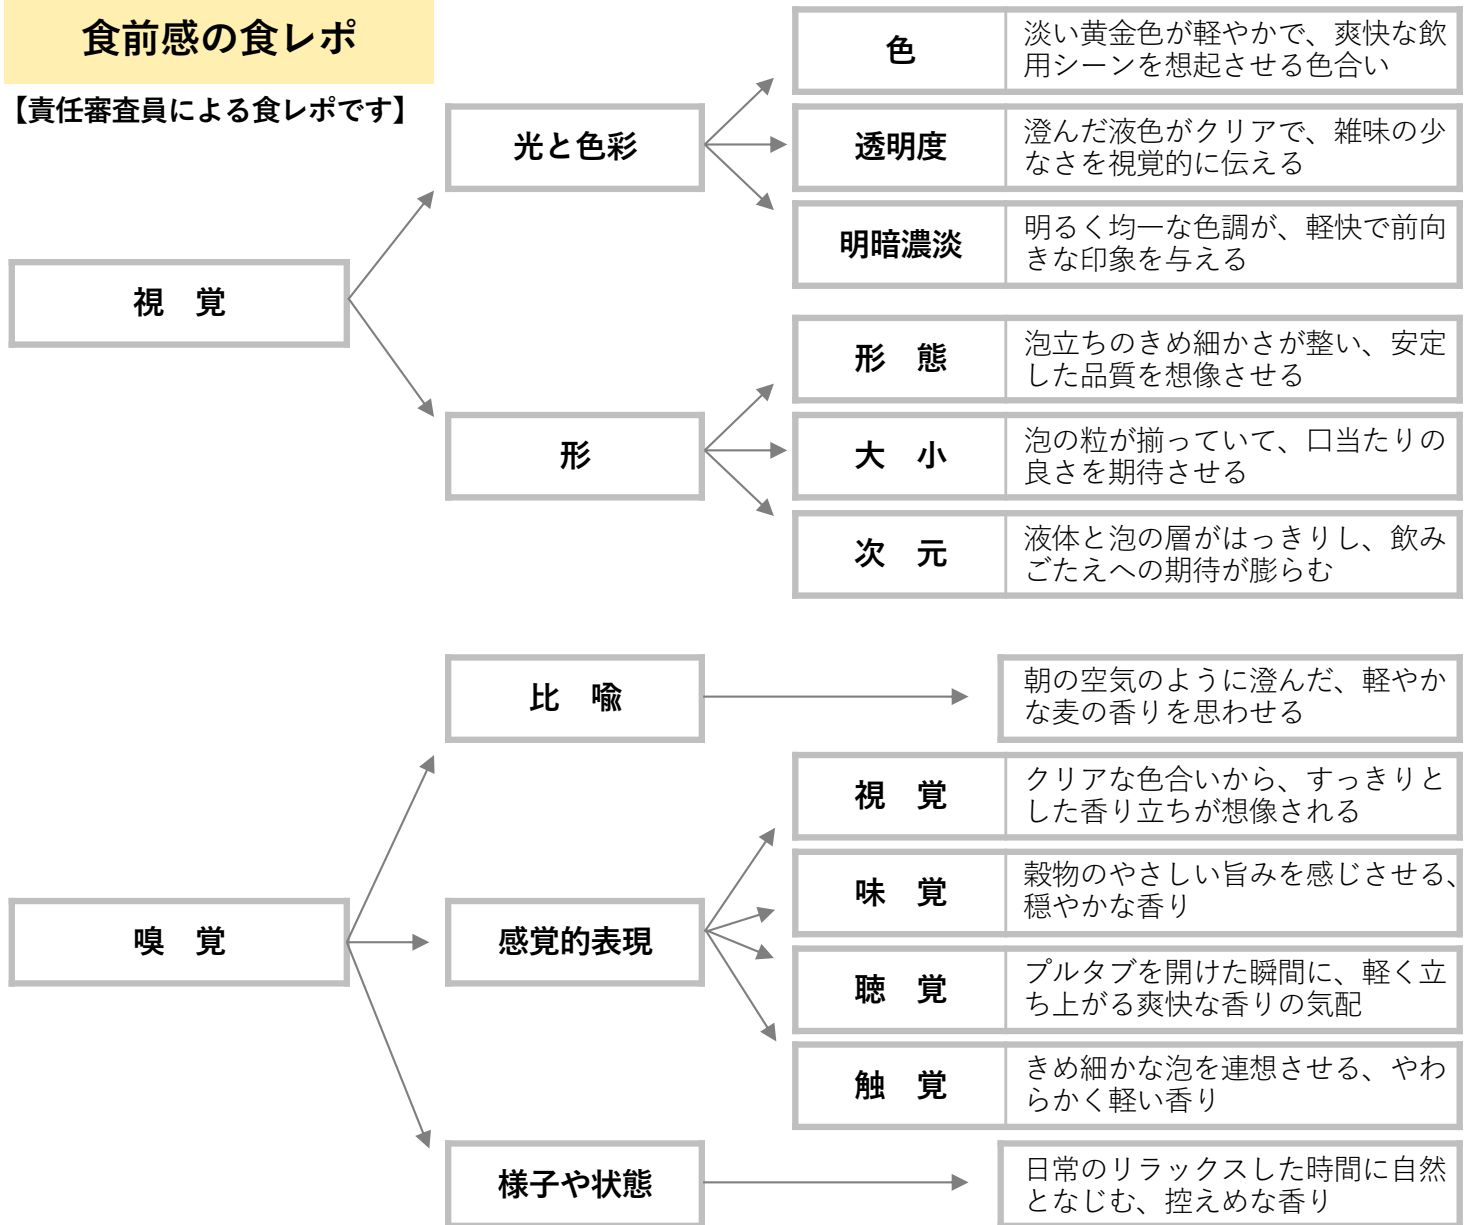 食前感の食レポ
【責任審査員による食レポです】
視　覚
光と色彩
色
淡い黄金色が軽やかで、爽快な飲
用シーンを想起させる色合い
透明度
澄んだ液色がクリアで、雑味の少
なさを視覚的に伝える
明暗濃淡
明るく均一な色調が、軽快で前向
きな印象を与える
形
形　態
泡立ちのきめ細かさが整い、安定
した品質を想像させる
大　小
泡の粒が揃っていて、口当たりの
良さを期待させる
次　元
液体と泡の層がはっきりし、飲み
ごたえへの期待が膨らむ
嗅　覚
比　喩
朝の空気のように澄んだ、軽やか
な麦の香りを思わせる
感覚的表現
視　覚
クリアな色合いから、すっきりと
した香り立ちが想像される
味　覚
穀物のやさしい旨みを感じさせる、
穏やかな香り
聴　覚
プルタブを開けた瞬間に、軽く立
ち上がる爽快な香りの気配
触　覚
きめ細かな泡を連想させる、やわ
らかく軽い香り
様子や状態
日常のリラックスした時間に自然
となじむ、控えめな香り